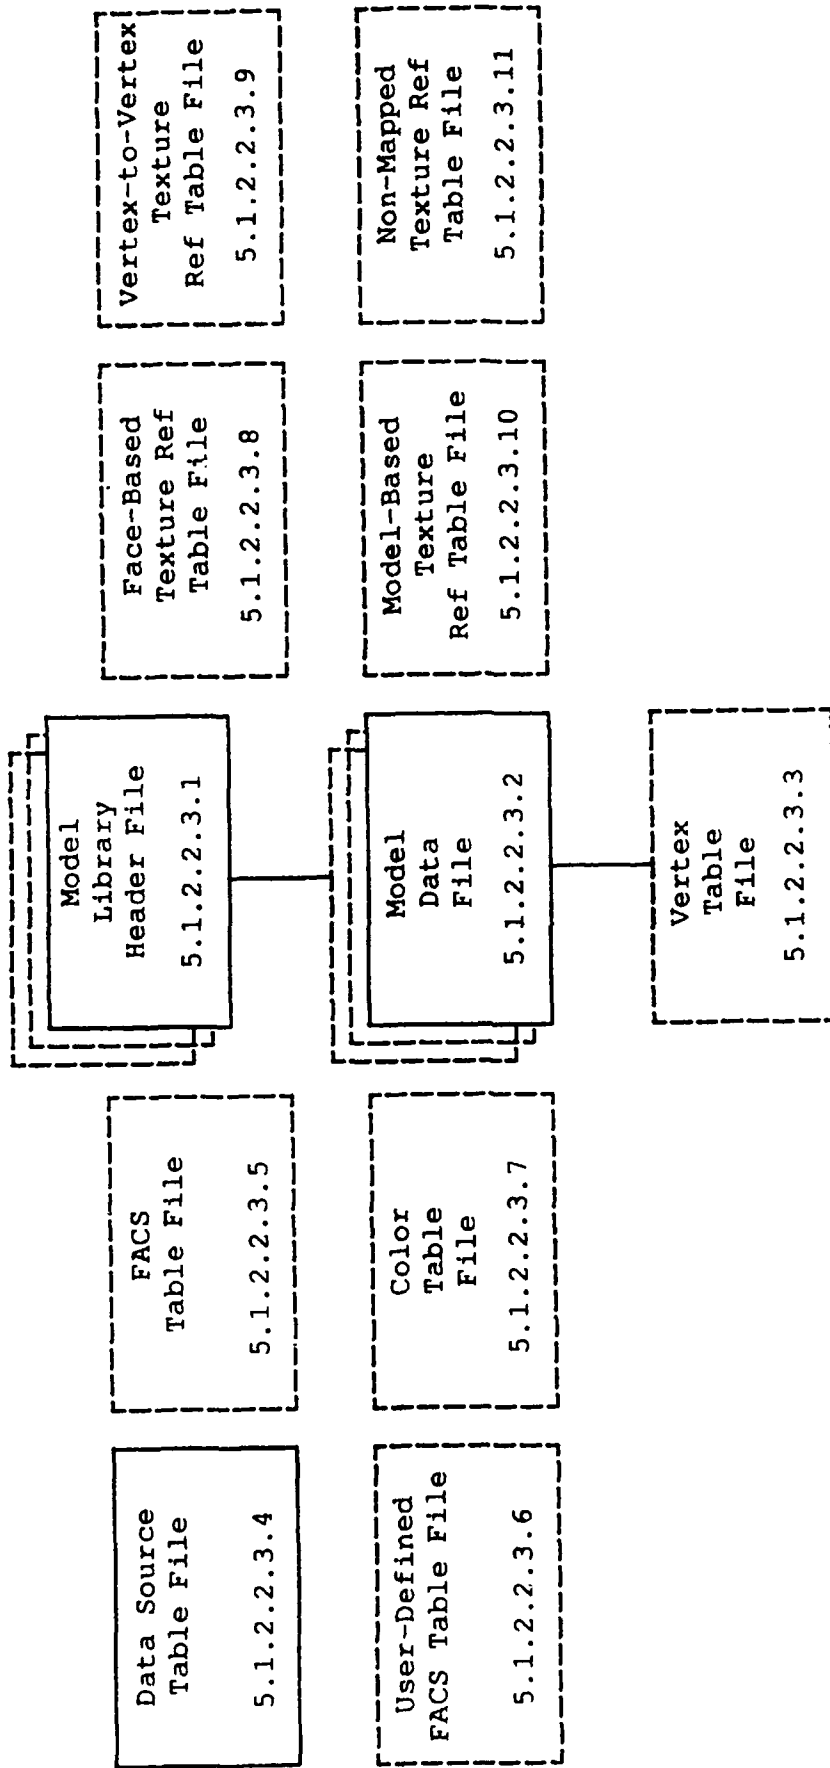 Model
Library
Header File
5.1.2.2.3.1
Data Source
Table File
5.1.2.2.3.4
FACS
Table File
5.1.2.2.3.5
Face-Based
Texture Ref
Table File
5.1.2.2.3.8
Vertex-to-Vertex
Texture
Ref Table File
5.1.2.2.3.9
User-Defined
FACS Table File
5.1.2.2.3.6
Color
Table
File
5.1.2.2.3.7
Model
Data
File
5.1.2.2.3.2
Model-Based
Texture
Ref Table File
5.1.2.2.3.10
Non-Mapped
Texture Ref
Table File
5.1.2.2.3.11
Vertex
Table
File
5.1.2.2.3.3